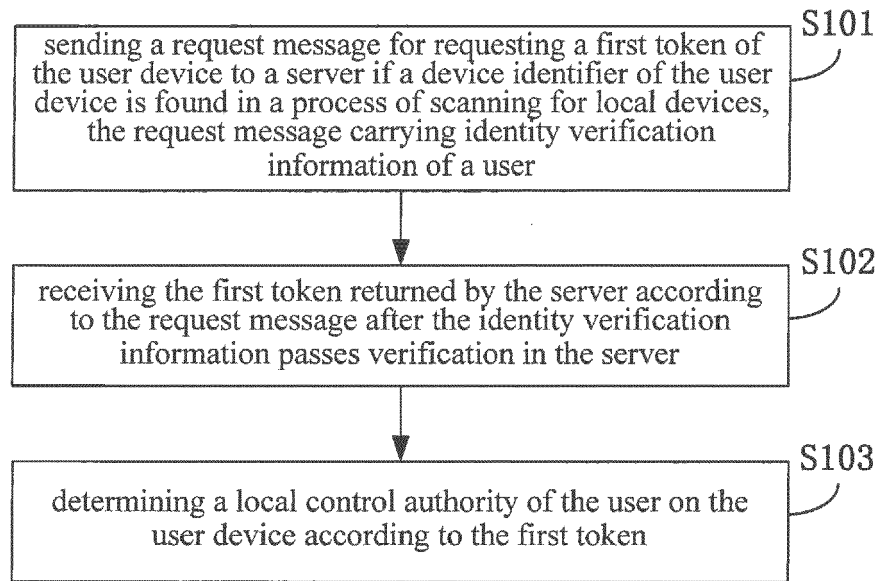 S101
sending a request message for requesting a first token of
the user device to a server if a device identifier of the user
device is found in a process of scanning for local devices,
the request message carrying identity verification
information of a user
S102
receiving the first token returned by the server according
to the request message after the identity verification
information passes verification in the server
S103
determining a local control authority of the user on the
user device according to the first token